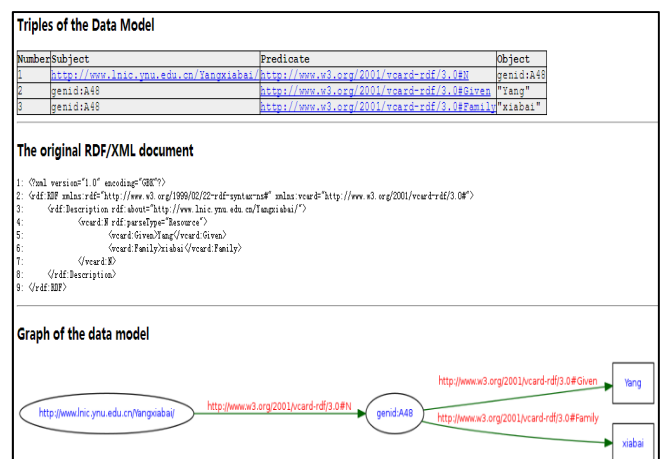 Triples of the Data Model
Number Subject Predicate Object
1 http://www.lnic.ynu.edu.cn/Yangxiabai/ http://www.w3.org/2001/vcard-rdf/3.0#N genid:A48
2 genid:A48 http://www.w3.org/2001/vcard-rdf/3.0#Given "Yang"
3 genid:A48 http://www.w3.org/2001/vcard-rdf/3.0#Family "xiabai"
The original RDF/XML document
1: <?xml version="1.0" encoding="GBK"?>
2: <rdf:RDF xmlns:rdf="http://www.w3.org/1999/02/22-rdf-syntax-ns#" xmlns:vcard="http://www.w3.org/2001/vcard-rdf/3.0#">
3: <rdf:Description rdf:about="http://www.lnic.ynu.edu.cn/Yangxiabai/">
4: <vcard:N rdf:parseType="Resource">
5: <vcard:Given>Yang</vcard:Given>
6: <vcard:Family>xiabai</vcard:Family>
7: </vcard:N>
8: </rdf:Description>
9: </rdf:RDF>
Graph of the data model
http://www.w3.org/2001/vcard-rdf/3.0#Given Yang
http://www.lnic.ynu.edu.cn/Yangxiabai/ http://www.w3.org/2001/vcard-rdf/3.0#N genid:A48
http://www.w3.org/2001/vcard-rdf/3.0#Family
xiabai